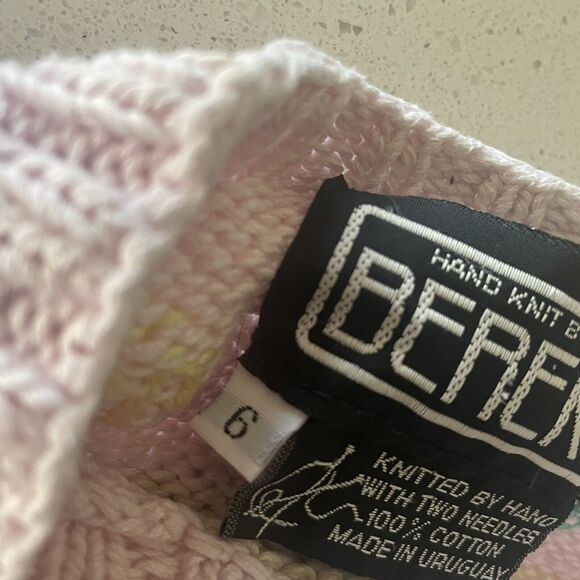 HAND KNIT B
BEREN
6
KNITTED BY HAND
WITH TWO NEEDLES
100% COTTON
MADE IN URUGUAY